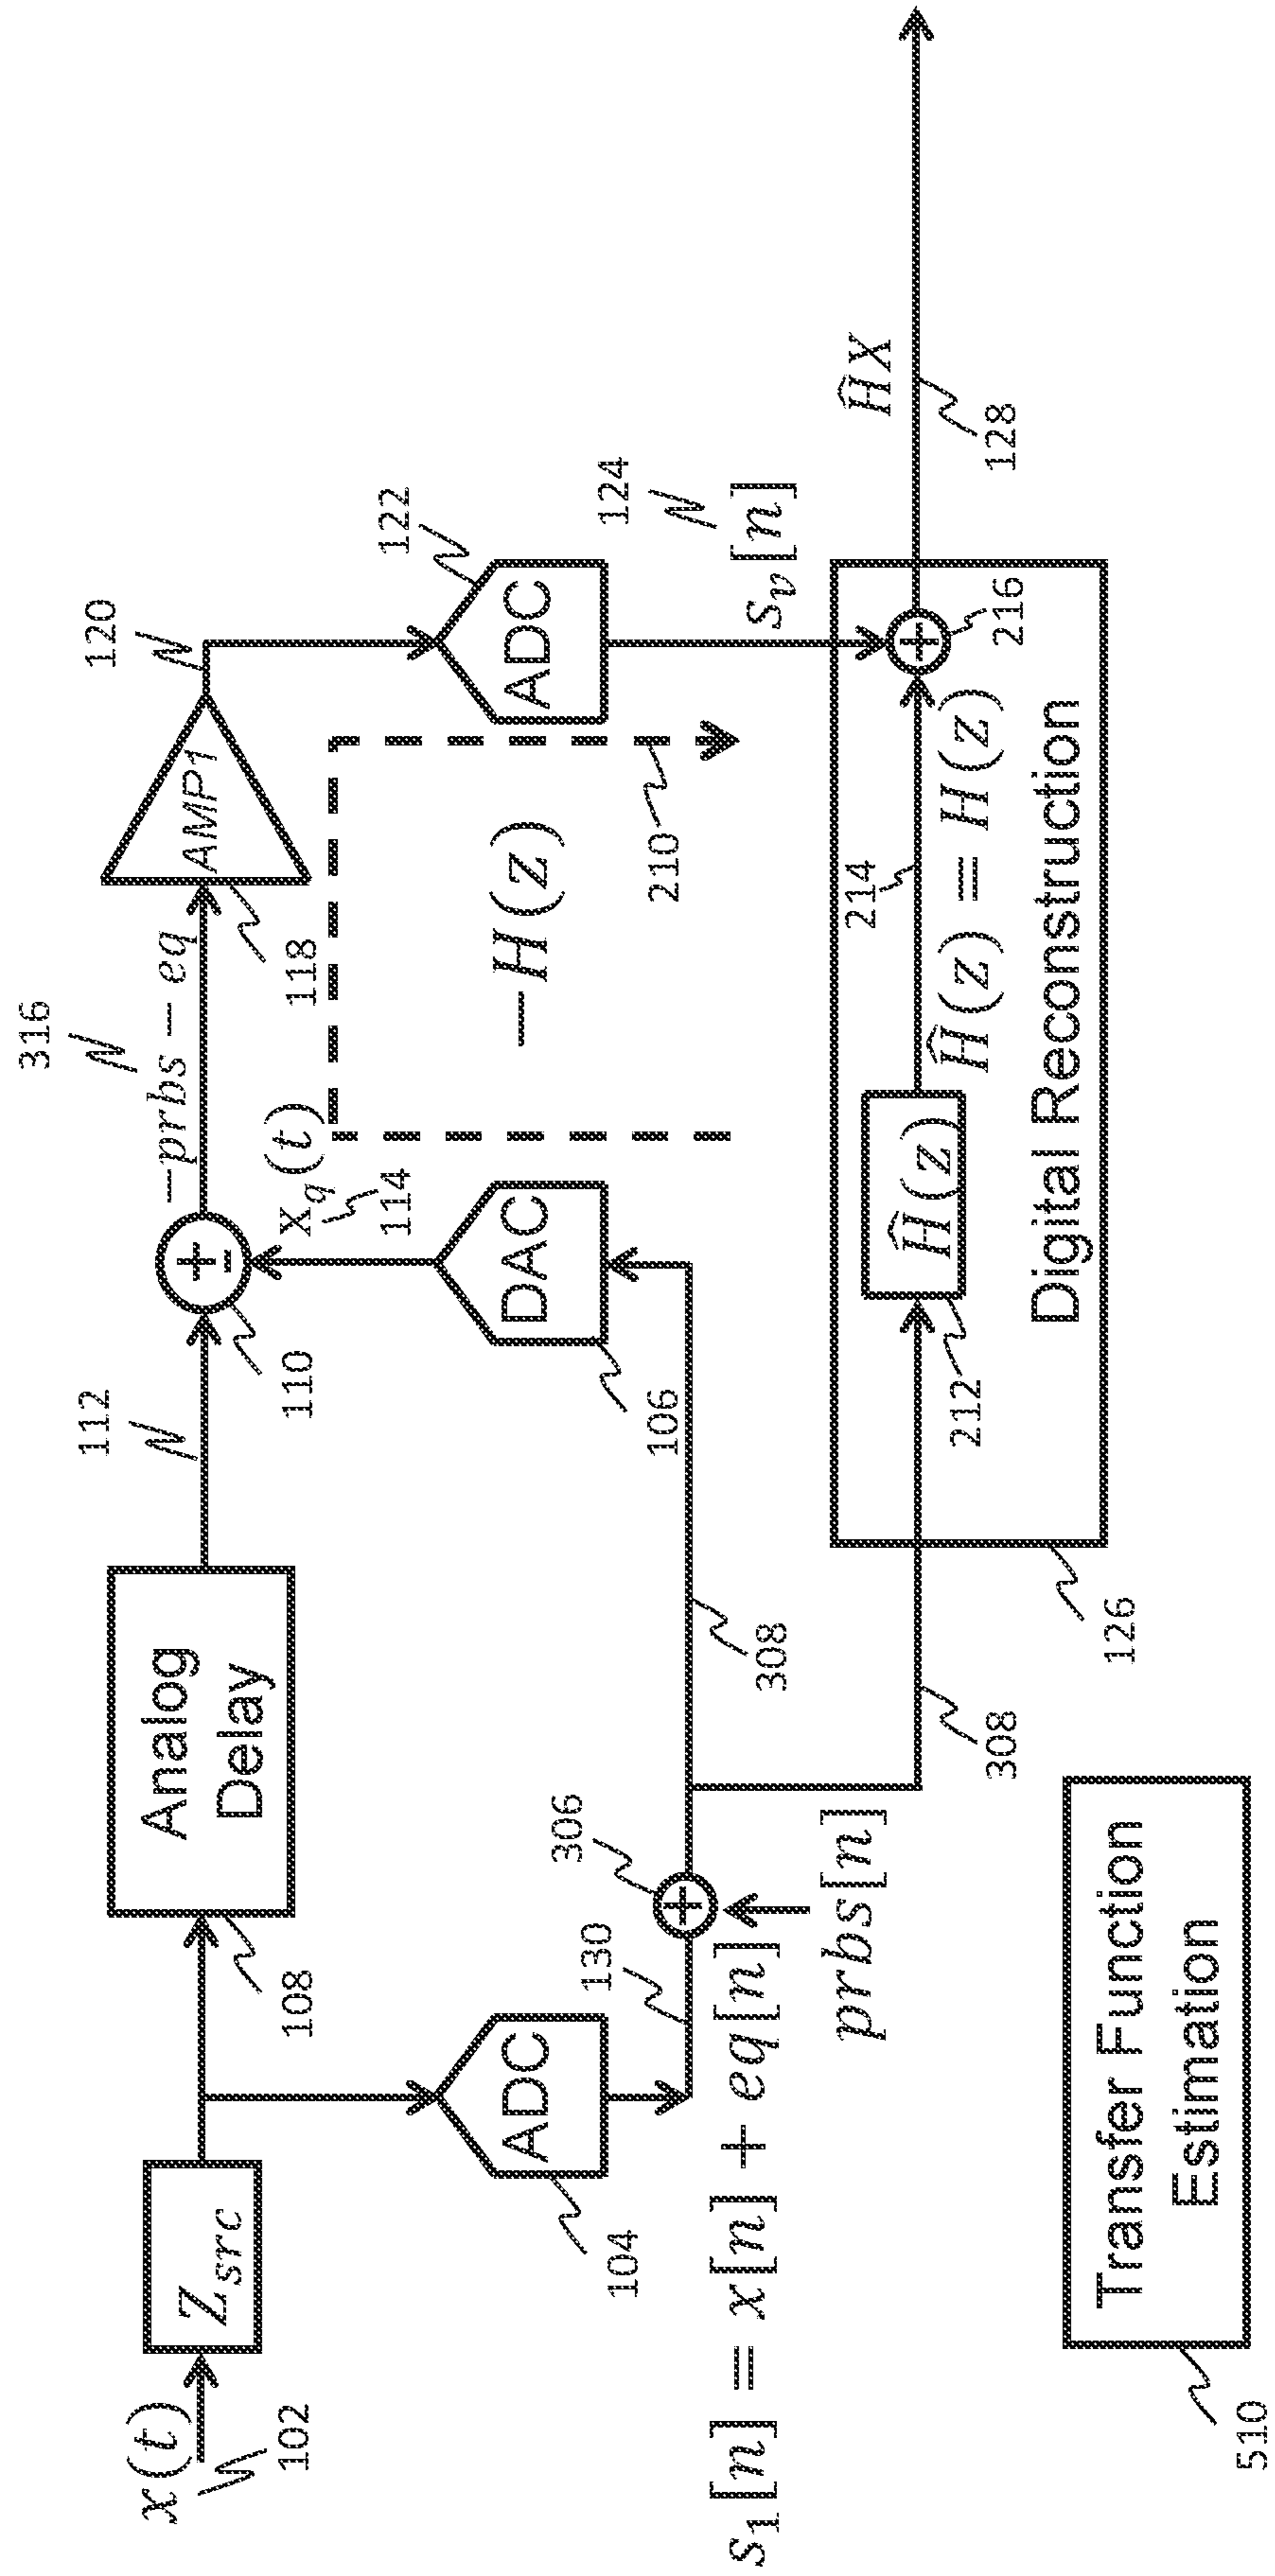 x(t)
102
Z_src
108
Analog
Delay
112
110
316
−prbs − eq
118
AMP1
120
104
ADC
130
s_1[n] = x[n] + eq[n]
306
prbs[n]
308
308
106
DAC
x_q(t)
114
−H(z)
210
122
ADC
124
s_v[n]
126
212
Ĥ(z)
214
Ĥ(z) = H(z)
216
Digital Reconstruction
ĤX
128
510
Transfer Function
Estimation